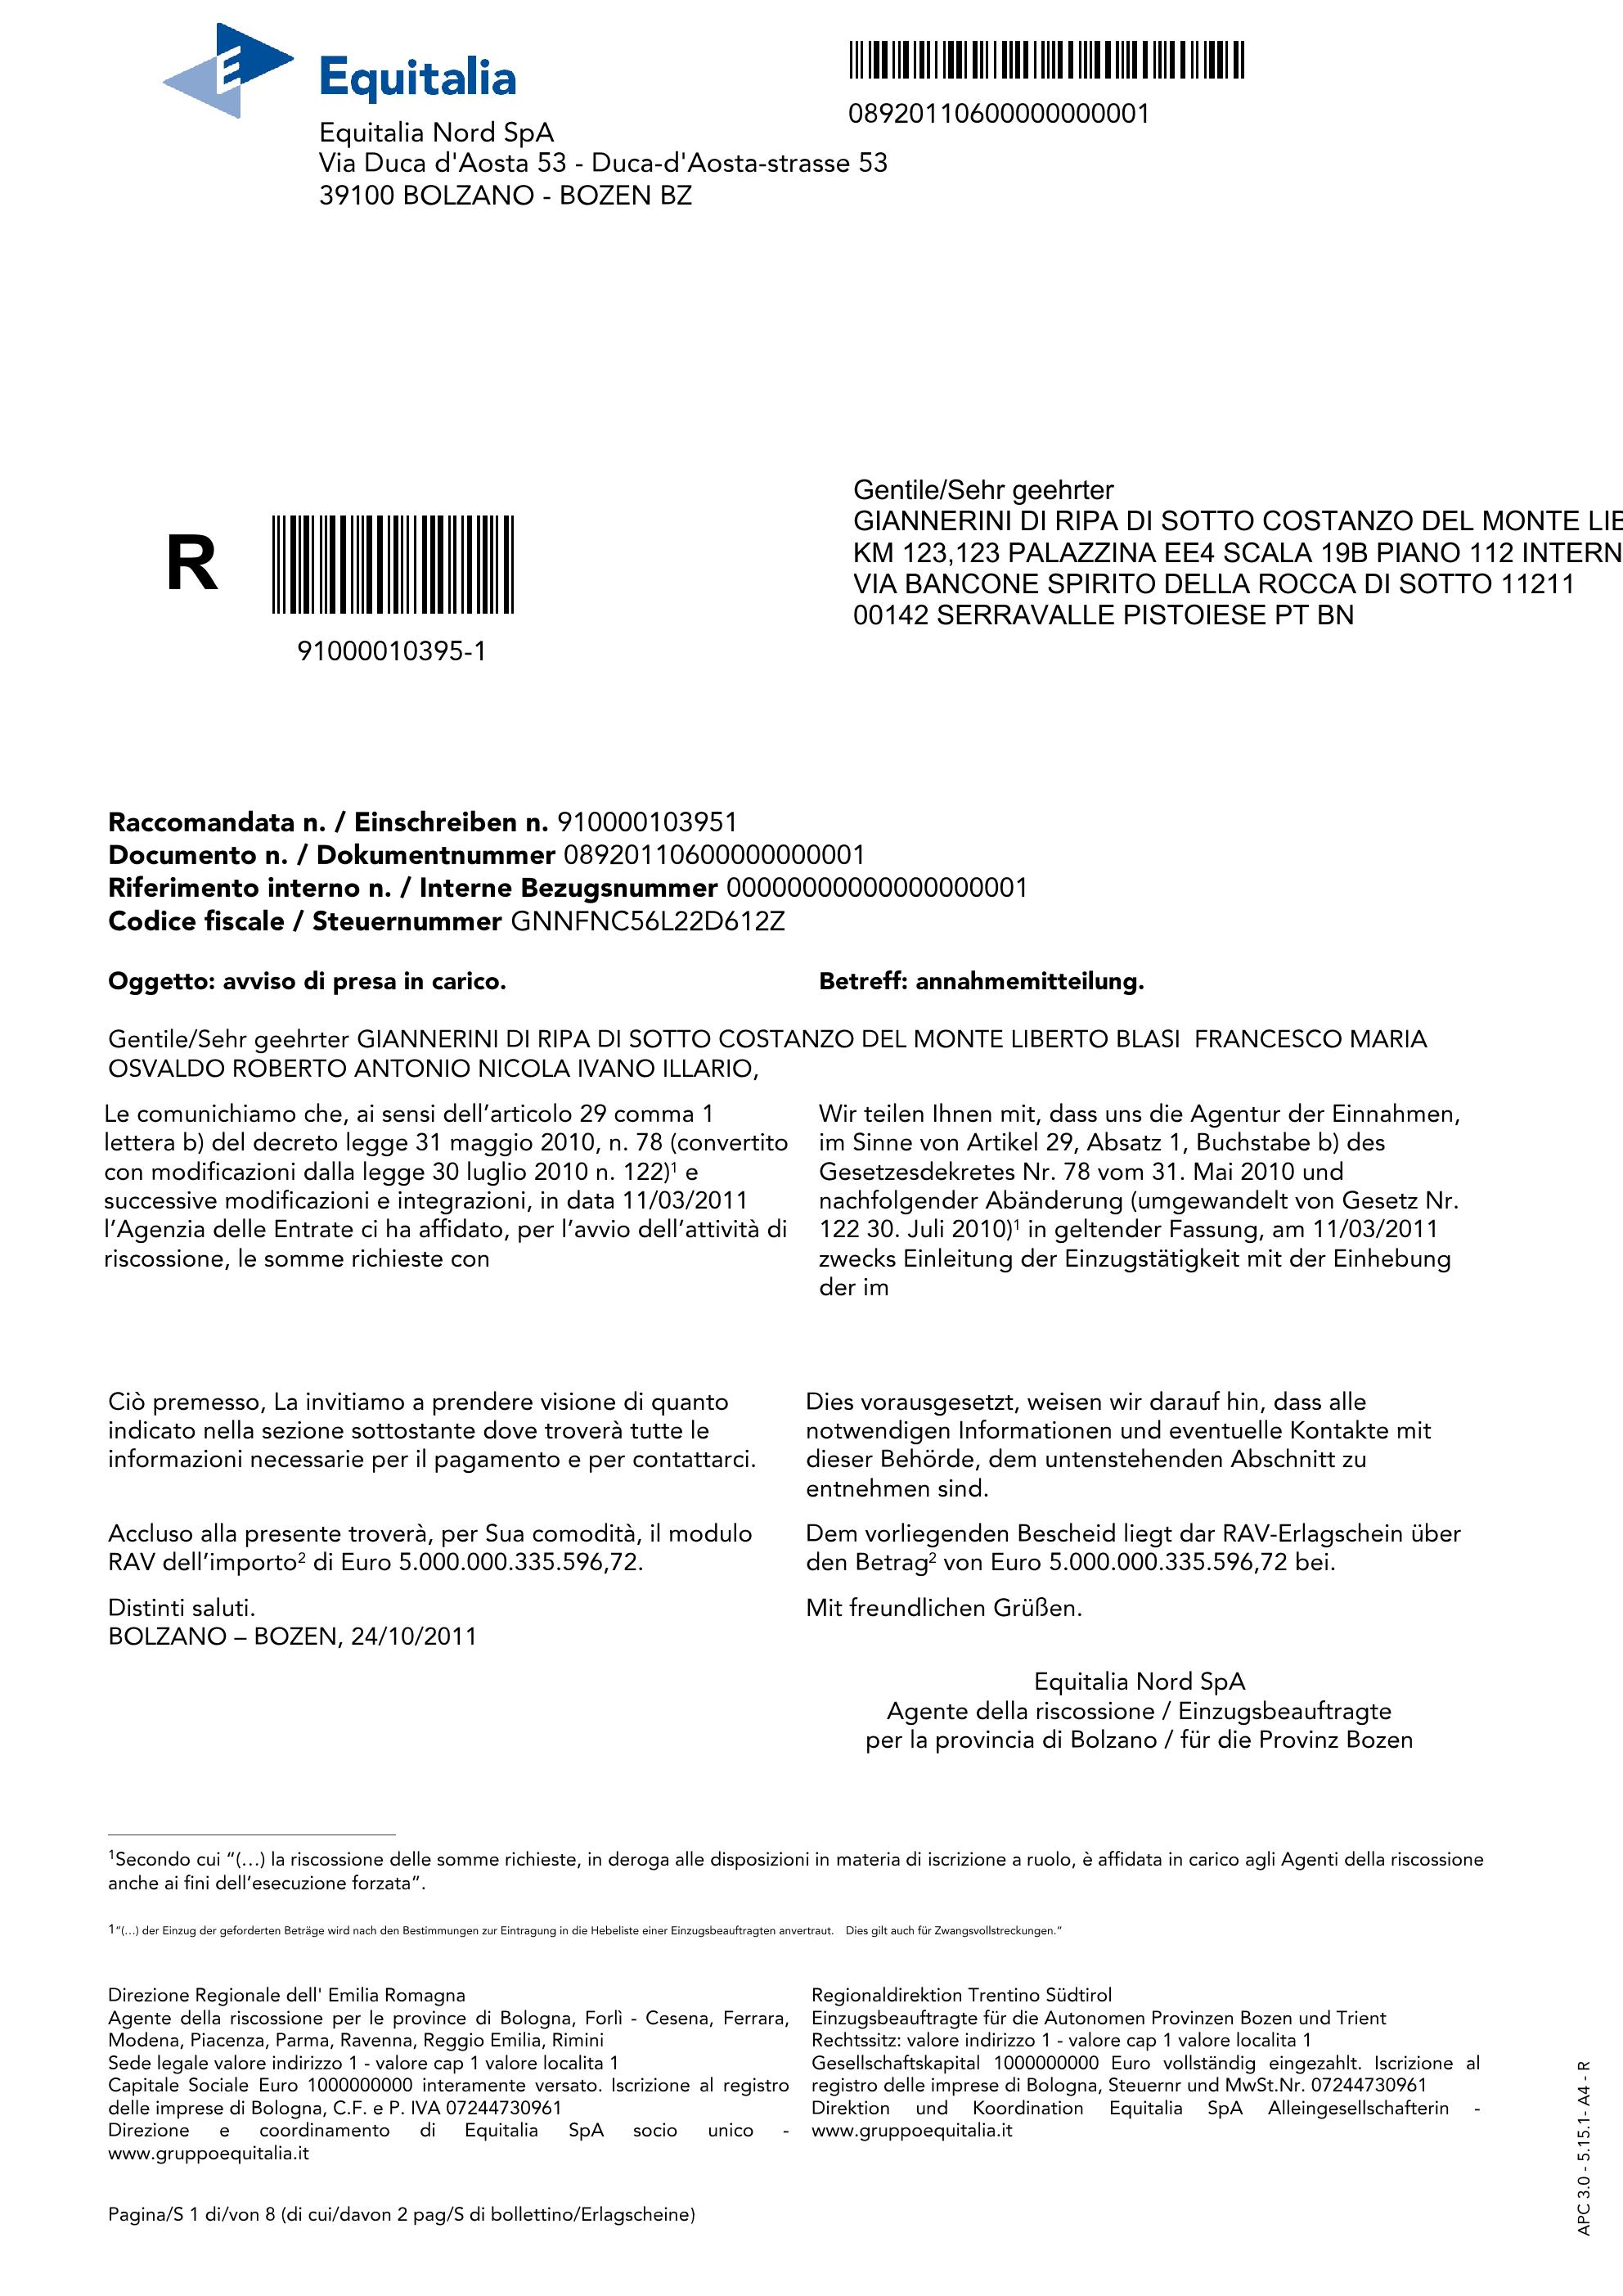 Equitalia
Equitalia Nord SpA
Via Duca d'Aosta 53 - Duca-d'Aosta-strasse 53
39100 BOLZANO - BOZEN BZ
08920110600000000001
R
91000010395-1
Gentile/Sehr geehrter
GIANNERINI DI RIPA DI SOTTO COSTANZO DEL MONTE LIB
KM 123,123 PALAZZINA EE4 SCALA 19B PIANO 112 INTERN
VIA BANCONE SPIRITO DELLA ROCCA DI SOTTO 11211
00142 SERRAVALLE PISTOIESE PT BN
Raccomandata n. / Einschreiben n. 910000103951
Documento n. / Dokumentnummer 08920110600000000001
Riferimento interno n. / Interne Bezugsnummer 00000000000000000001
Codice fiscale / Steuernummer GNNFNC56L22D612Z
Oggetto: avviso di presa in carico.
Betreff: annahmemitteilung.
Gentile/Sehr geehrter GIANNERINI DI RIPA DI SOTTO COSTANZO DEL MONTE LIBERTO BLASI  FRANCESCO MARIA
OSVALDO ROBERTO ANTONIO NICOLA IVANO ILLARIO,
Le comunichiamo che, ai sensi dell’articolo 29 comma 1
lettera b) del decreto legge 31 maggio 2010, n. 78 (convertito
con modificazioni dalla legge 30 luglio 2010 n. 122)¹ e
successive modificazioni e integrazioni, in data 11/03/2011
l’Agenzia delle Entrate ci ha affidato, per l’avvio dell’attività di
riscossione, le somme richieste con
Wir teilen Ihnen mit, dass uns die Agentur der Einnahmen,
im Sinne von Artikel 29, Absatz 1, Buchstabe b) des
Gesetzesdekretes Nr. 78 vom 31. Mai 2010 und
nachfolgender Abänderung (umgewandelt von Gesetz Nr.
122 30. Juli 2010)¹ in geltender Fassung, am 11/03/2011
zwecks Einleitung der Einzugstätigkeit mit der Einhebung
der im
Ciò premesso, La invitiamo a prendere visione di quanto
indicato nella sezione sottostante dove troverà tutte le
informazioni necessarie per il pagamento e per contattarci.
Dies vorausgesetzt, weisen wir darauf hin, dass alle
notwendigen Informationen und eventuelle Kontakte mit
dieser Behörde, dem untenstehenden Abschnitt zu
entnehmen sind.
Accluso alla presente troverà, per Sua comodità, il modulo
RAV dell’importo² di Euro 5.000.000.335.596,72.
Dem vorliegenden Bescheid liegt dar RAV-Erlagschein über
den Betrag² von Euro 5.000.000.335.596,72 bei.
Distinti saluti.
BOLZANO – BOZEN, 24/10/2011
Mit freundlichen Grüßen.
Equitalia Nord SpA
Agente della riscossione / Einzugsbeauftragte
per la provincia di Bolzano / für die Provinz Bozen
¹Secondo cui “(…) la riscossione delle somme richieste, in deroga alle disposizioni in materia di iscrizione a ruolo, è affidata in carico agli Agenti della riscossione
anche ai fini dell’esecuzione forzata”.
1“(…) der Einzug der geforderten Beträge wird nach den Bestimmungen zur Eintragung in die Hebeliste einer Einzugsbeauftragten anvertraut.   Dies gilt auch für Zwangsvollstreckungen.“
Direzione Regionale dell' Emilia Romagna
Agente della riscossione per le province di Bologna, Forlì - Cesena, Ferrara,
Modena, Piacenza, Parma, Ravenna, Reggio Emilia, Rimini
Sede legale valore indirizzo 1 - valore cap 1 valore localita 1
Capitale Sociale Euro 1000000000 interamente versato. Iscrizione al registro
delle imprese di Bologna, C.F. e P. IVA 07244730961
Direzione e coordinamento di Equitalia SpA socio unico -
www.gruppoequitalia.it
Regionaldirektion Trentino Südtirol
Einzugsbeauftragte für die Autonomen Provinzen Bozen und Trient
Rechtssitz: valore indirizzo 1 - valore cap 1 valore localita 1
Gesellschaftskapital 1000000000 Euro vollständig eingezahlt. Iscrizione al
registro delle imprese di Bologna, Steuernr und MwSt.Nr. 07244730961
Direktion und Koordination Equitalia SpA Alleingesellschafterin -
www.gruppoequitalia.it
Pagina/S 1 di/von 8 (di cui/davon 2 pag/S di bollettino/Erlagscheine)
APC 3.0 - 5.15.1- A4 - R